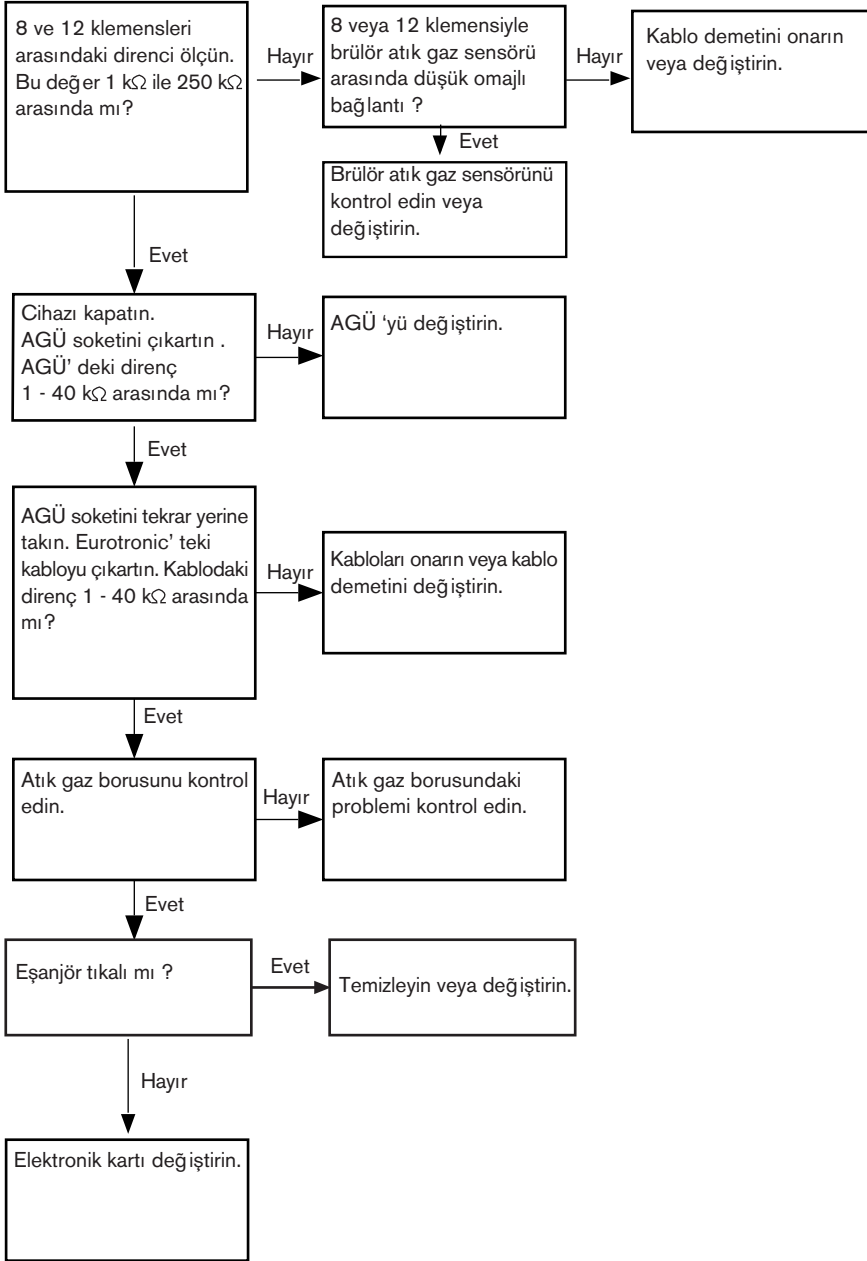 8 ve 12 klemensleri
arasındaki direnci ölçün.
Bu değer 1 kΩ ile 250 kΩ
arasında mı?
Hayır
8 veya 12 klemensiyle
brülör atık gaz sensörü
arasında düşük omajlı
bağlantı ?
Hayır
Kablo demetini onarın
veya değiştirin.
Evet
Brülör atık gaz sensörünü
kontrol edin veya
değiştirin.
Evet
Cihazı kapatın.
AGÜ soketini çıkartın .
AGÜ' deki direnç
1 - 40 kΩ arasında mı?
Hayır
AGÜ 'yü değiştirin.
Evet
AGÜ soketini tekrar yerine
takın. Eurotronic' teki
kabloyu çıkartın. Kablodaki
direnç 1 - 40 kΩ arasında
mı?
Hayır
Kabloları onarın veya kablo
demetini değiştirin.
Evet
Atık gaz borusunu kontrol
edin.
Hayır
Atık gaz borusundaki
problemi kontrol edin.
Evet
Eşanjör tıkalı mı ?
Evet
Temizleyin veya değiştirin.
Hayır
Elektronik kartı değiştirin.